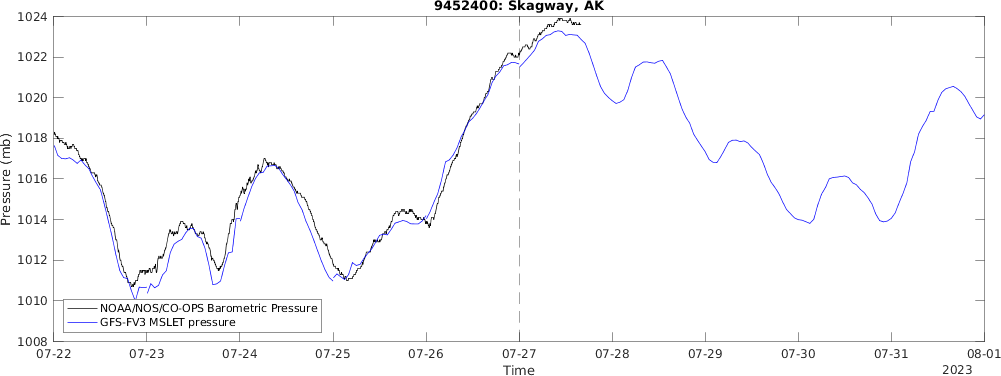 9452400: Skagway, AK
1024
1022
1020
1018
1016
1014
1012
1010
1008
Pressure (mb)
NOAA/NOS/CO-OPS Barometric Pressure
GFS-FV3 MSLET pressure
07-22 07-23 07-24 07-25 07-26 07-27 07-28 07-29 07-30 07-31 08-01
Time
2023